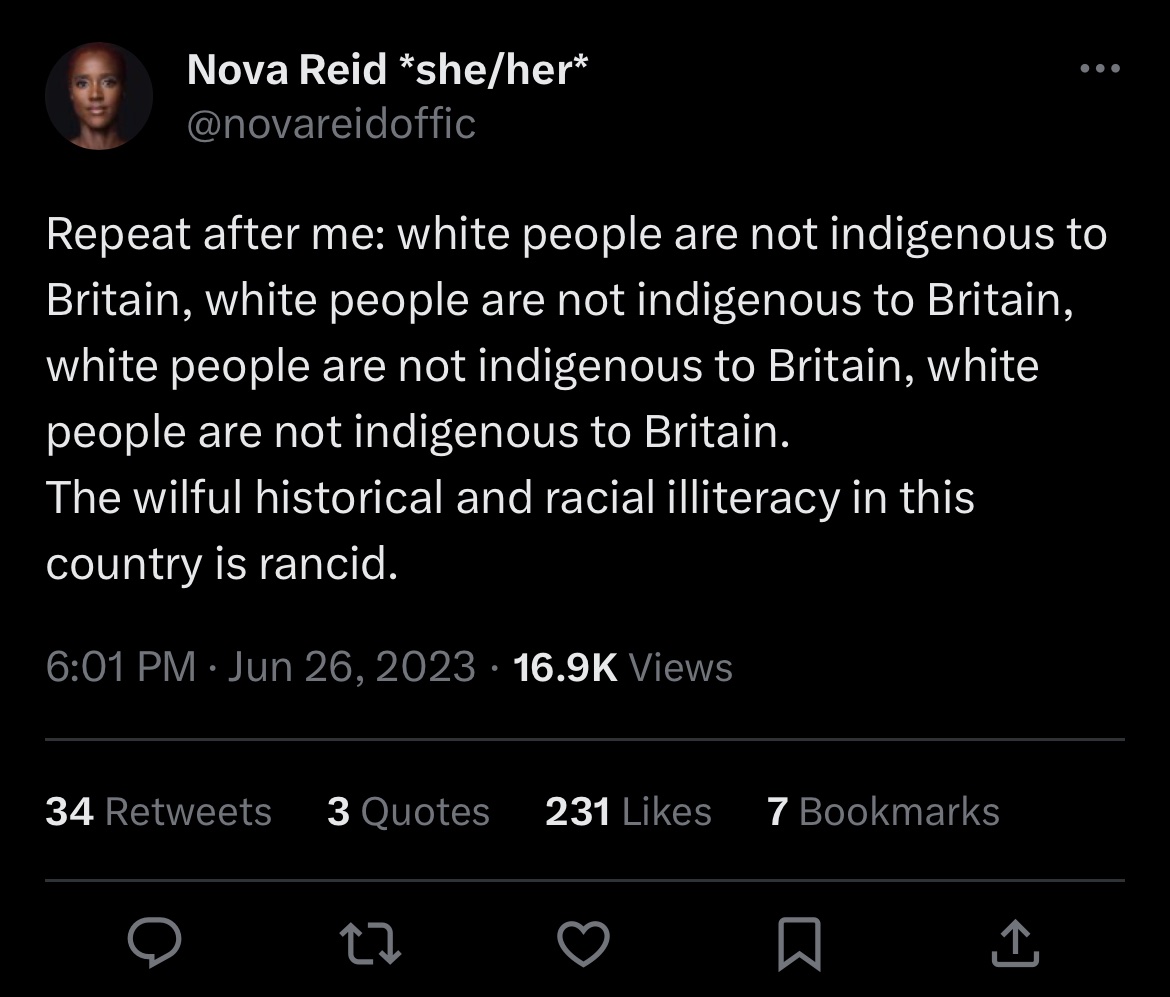 Nova Reid *she/her*
@novareidoffic
Repeat after me: white people are not indigenous to
Britain, white people are not indigenous to Britain,
white people are not indigenous to Britain, white
people are not indigenous to Britain.
The wilful historical and racial illiteracy in this
country is rancid.
6:01 PM · Jun 26, 2023 · 16.9K Views
34 Retweets 3 Quotes 231 Likes 7 Bookmarks